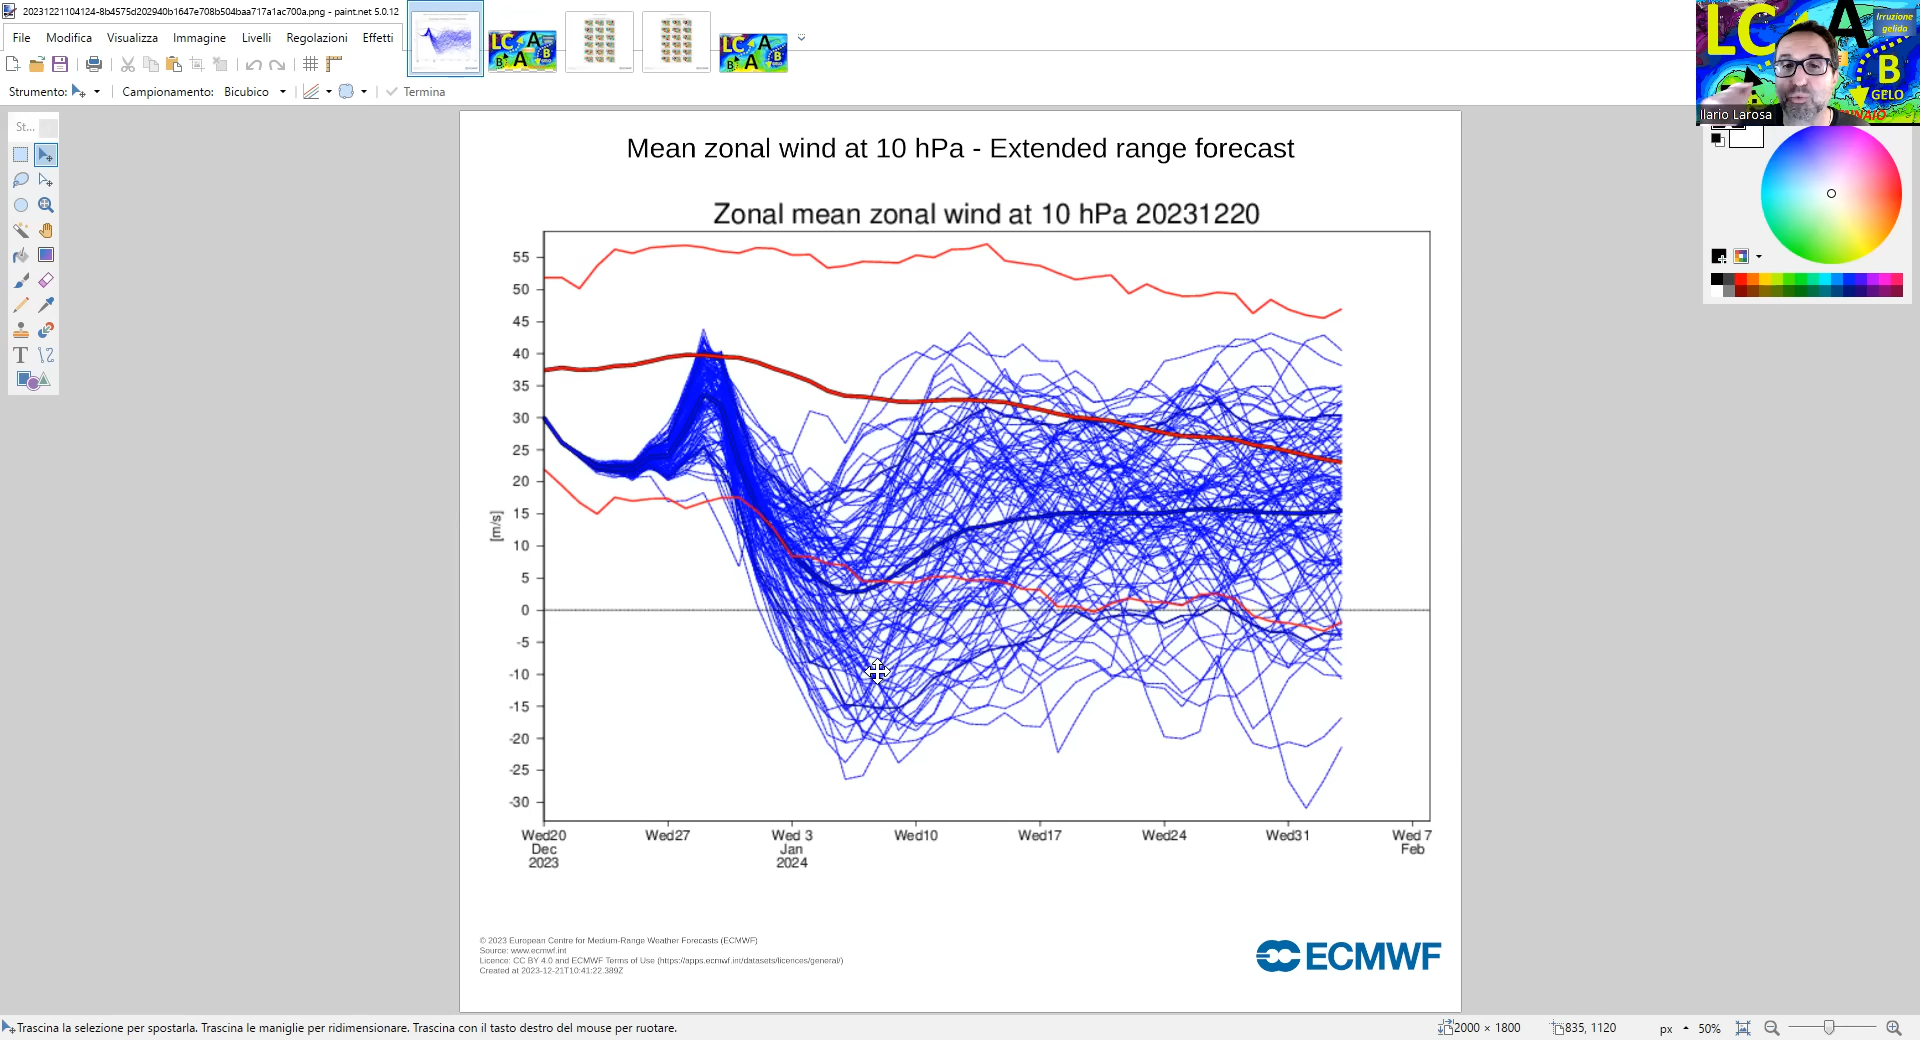 20231221104124-8b4575d202940b1647e708b504baa717a1ac700a.png - paint.net 5.0.12
File Modifica Visualizza Immagine Livelli Regolazioni Effetti
Strumento: Campionamento: Bicubico Termina
St...
LC A
B
A
LC A
B A
LC A
Irruzione
gelida
B
GELO
Ilario Larosa
NAIO
Mean zonal wind at 10 hPa - Extended range forecast
Zonal mean zonal wind at 10 hPa 20231220
55
50
45
40
35
30
25
20
15
10
5
0
-5
-10
-15
-20
-25
-30
[m/s]
Wed20 Wed27 Wed 3 Wed10 Wed17 Wed24 Wed31 Wed 7
Dec Jan Feb
2023 2024
© 2023 European Centre for Medium-Range Weather Forecasts (ECMWF)
Source: www.ecmwf.int
Licence: CC BY 4.0 and ECMWF Terms of Use (https://apps.ecmwf.int/datasets/licences/general/)
Created at 2023-12-21T10:41:22.389Z
ECMWF
Trascina la selezione per spostarla. Trascina le maniglie per ridimensionare. Trascina con il tasto destro del mouse per ruotare.
2000 × 1800 835, 1120 px 50%